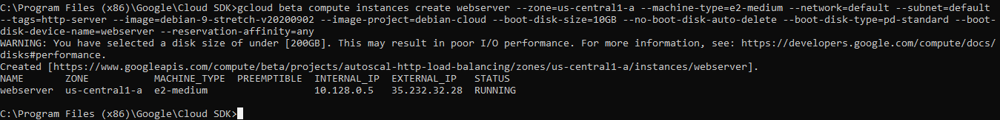 C:\Program Files (x86)\Google\Cloud SDK>gcloud beta compute instances create webserver --zone=us-central1-a --machine-type=e2-medium --network=default --subnet=default
--tags=http-server --image=debian-9-stretch-v20200902 --image-project=debian-cloud --boot-disk-size=10GB --no-boot-disk-auto-delete --boot-disk-type=pd-standard --boot-
disk-device-name=webserver --reservation-affinity=any
WARNING: You have selected a disk size of under [200GB]. This may result in poor I/O performance. For more information, see: https://developers.google.com/compute/docs/
disks#performance.
Created [https://www.googleapis.com/compute/beta/projects/autoscal-http-load-balancing/zones/us-central1-a/instances/webserver].
NAME ZONE MACHINE_TYPE PREEMPTIBLE INTERNAL_IP EXTERNAL_IP STATUS
webserver us-central1-a e2-medium 10.128.0.5 35.232.32.28 RUNNING
C:\Program Files (x86)\Google\Cloud SDK>